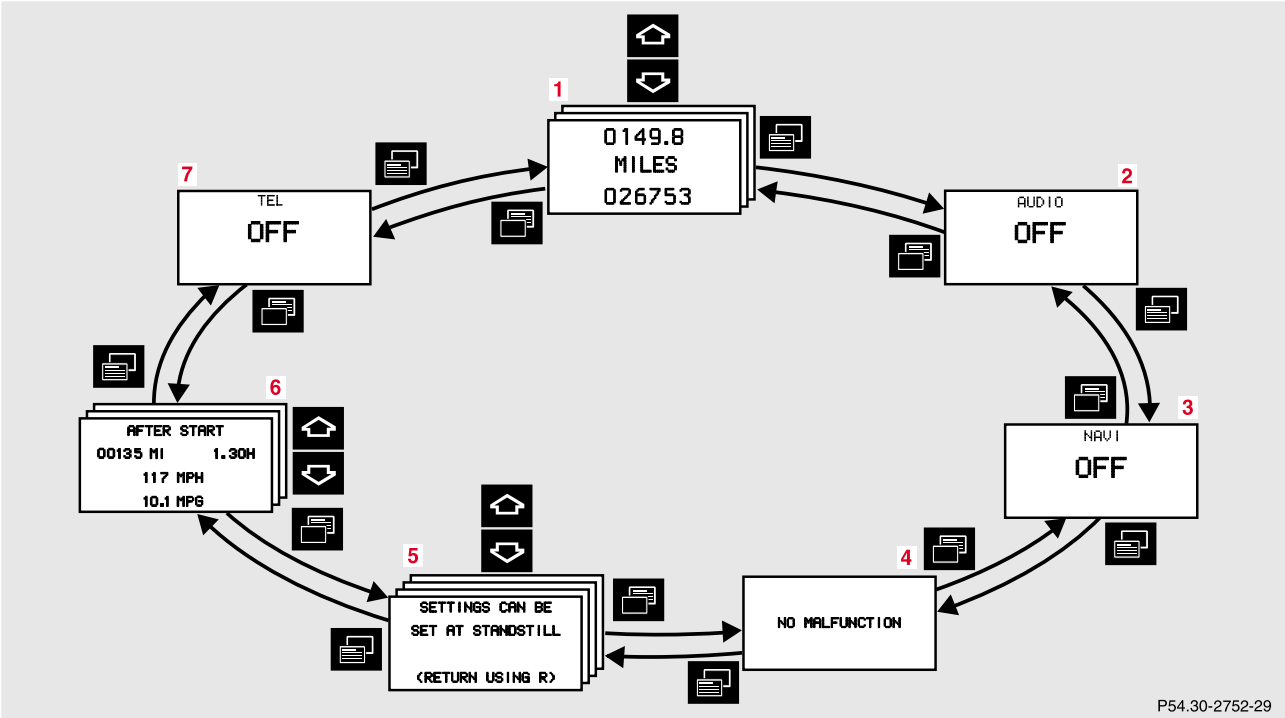 1
0149.8
MILES
026753
2
AUDIO
OFF
3
NAVI
OFF
4
NO MALFUNCTION
5
SETTINGS CAN BE
SET AT STANDSTILL
(RETURN USING R)
6
AFTER START
00135 MI 1.30H
117 MPH
10.1 MPG
7
TEL
OFF
P54.30-2752-29